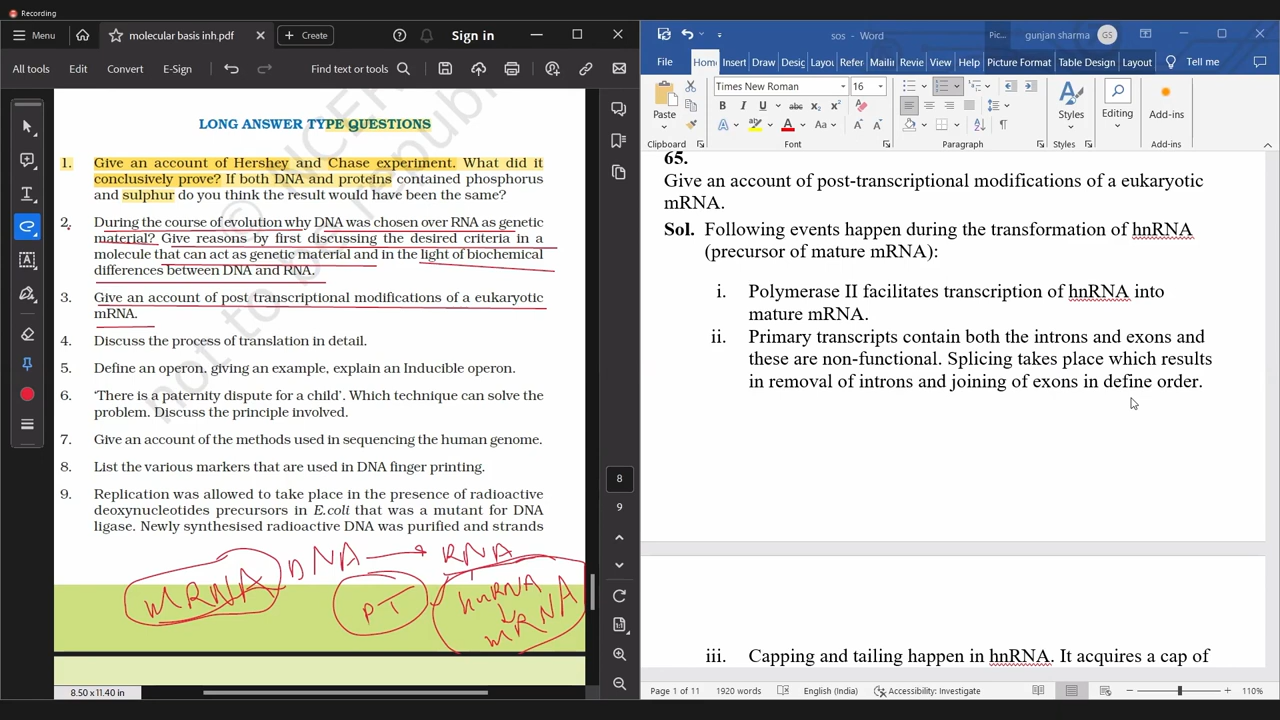 Recording
Menu
molecular basis inh.pdf
Create
Sign in
sos - Word
Pic...
gunjan sharma
GS
All tools
Edit
Convert
E-Sign
Find text or tools
File
Home
Insert
Draw
Desig
Layou
Refer
Mailin
Review
View
Help
Picture Format
Table Design
Layout
Tell me
Times New Roman
16
Paste
Styles
Editing
Add-ins
Clipboard
Font
Paragraph
Styles
Add-ins
LONG ANSWER TYPE QUESTIONS
1. Give an account of Hershey and Chase experiment. What did it
conclusively prove? If both DNA and proteins contained phosphorus
and sulphur do you think the result would have been the same?
2. During the course of evolution why DNA was chosen over RNA as genetic
material? Give reasons by first discussing the desired criteria in a
molecule that can act as genetic material and in the light of biochemical
differences between DNA and RNA.
3. Give an account of post transcriptional modifications of a eukaryotic
mRNA.
4. Discuss the process of translation in detail.
5. Define an operon. giving an example, explain an Inducible operon.
6. ‘There is a paternity dispute for a child’. Which technique can solve the
problem. Discuss the principle involved.
7. Give an account of the methods used in sequencing the human genome.
8. List the various markers that are used in DNA finger printing.
9. Replication was allowed to take place in the presence of radioactive
deoxynucleotides precursors in E.coli that was a mutant for DNA
ligase. Newly synthesised radioactive DNA was purified and strands
DNA → RNA
mRNA
PT
hnRNA
mRNA
not to be republ
© NCER
8
9
8.50 x 11.40 in
65.
Give an account of post-transcriptional modifications of a eukaryotic
mRNA.
Sol. Following events happen during the transformation of hnRNA
(precursor of mature mRNA):
i. Polymerase II facilitates transcription of hnRNA into
mature mRNA.
ii. Primary transcripts contain both the introns and exons and
these are non-functional. Splicing takes place which results
in removal of introns and joining of exons in define order.
iii. Capping and tailing happen in hnRNA. It acquires a cap of
Page 1 of 11
1920 words
English (India)
Accessibility: Investigate
110%